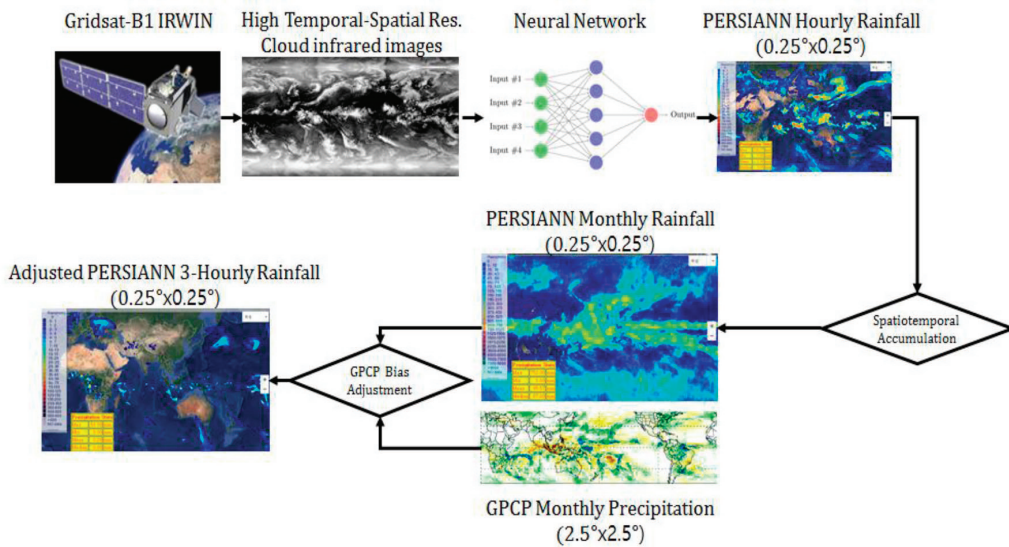 Gridsat-B1 IRWIN
High Temporal-Spatial Res.
Cloud infrared images
Neural Network
PERSIANN Hourly Rainfall
(0.25°x0.25°)
Input #1
Input #2
Input #3
Input #4
Output
PERSIANN Monthly Rainfall
(0.25°x0.25°)
Adjusted PERSIANN 3-Hourly Rainfall
(0.25°x0.25°)
Spatiotemporal
Accumulation
GPCP Bias
Adjustment
GPCP Monthly Precipitation
(2.5°x2.5°)